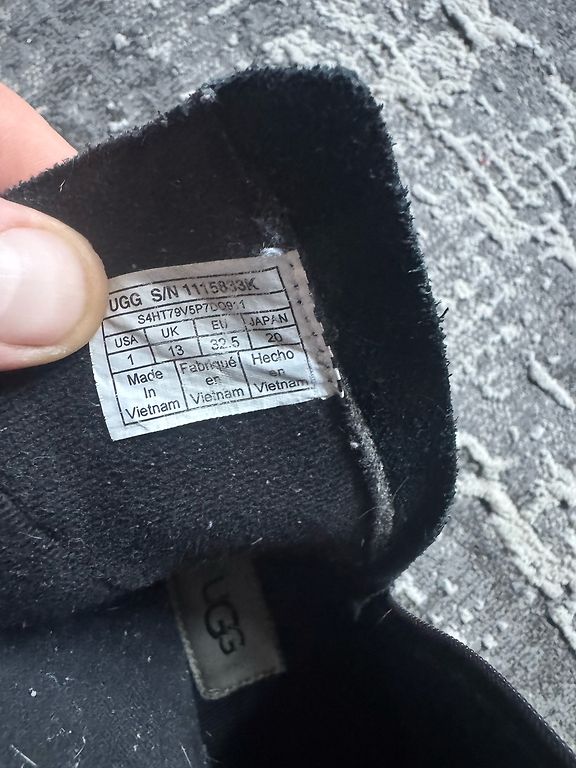 UGG S/N 1115833K
USA UK EU JAPAN
1 13 32.5 20
Made Fabriqué Hecho
In en en
Vietnam Vietnam Vietnam
UGG